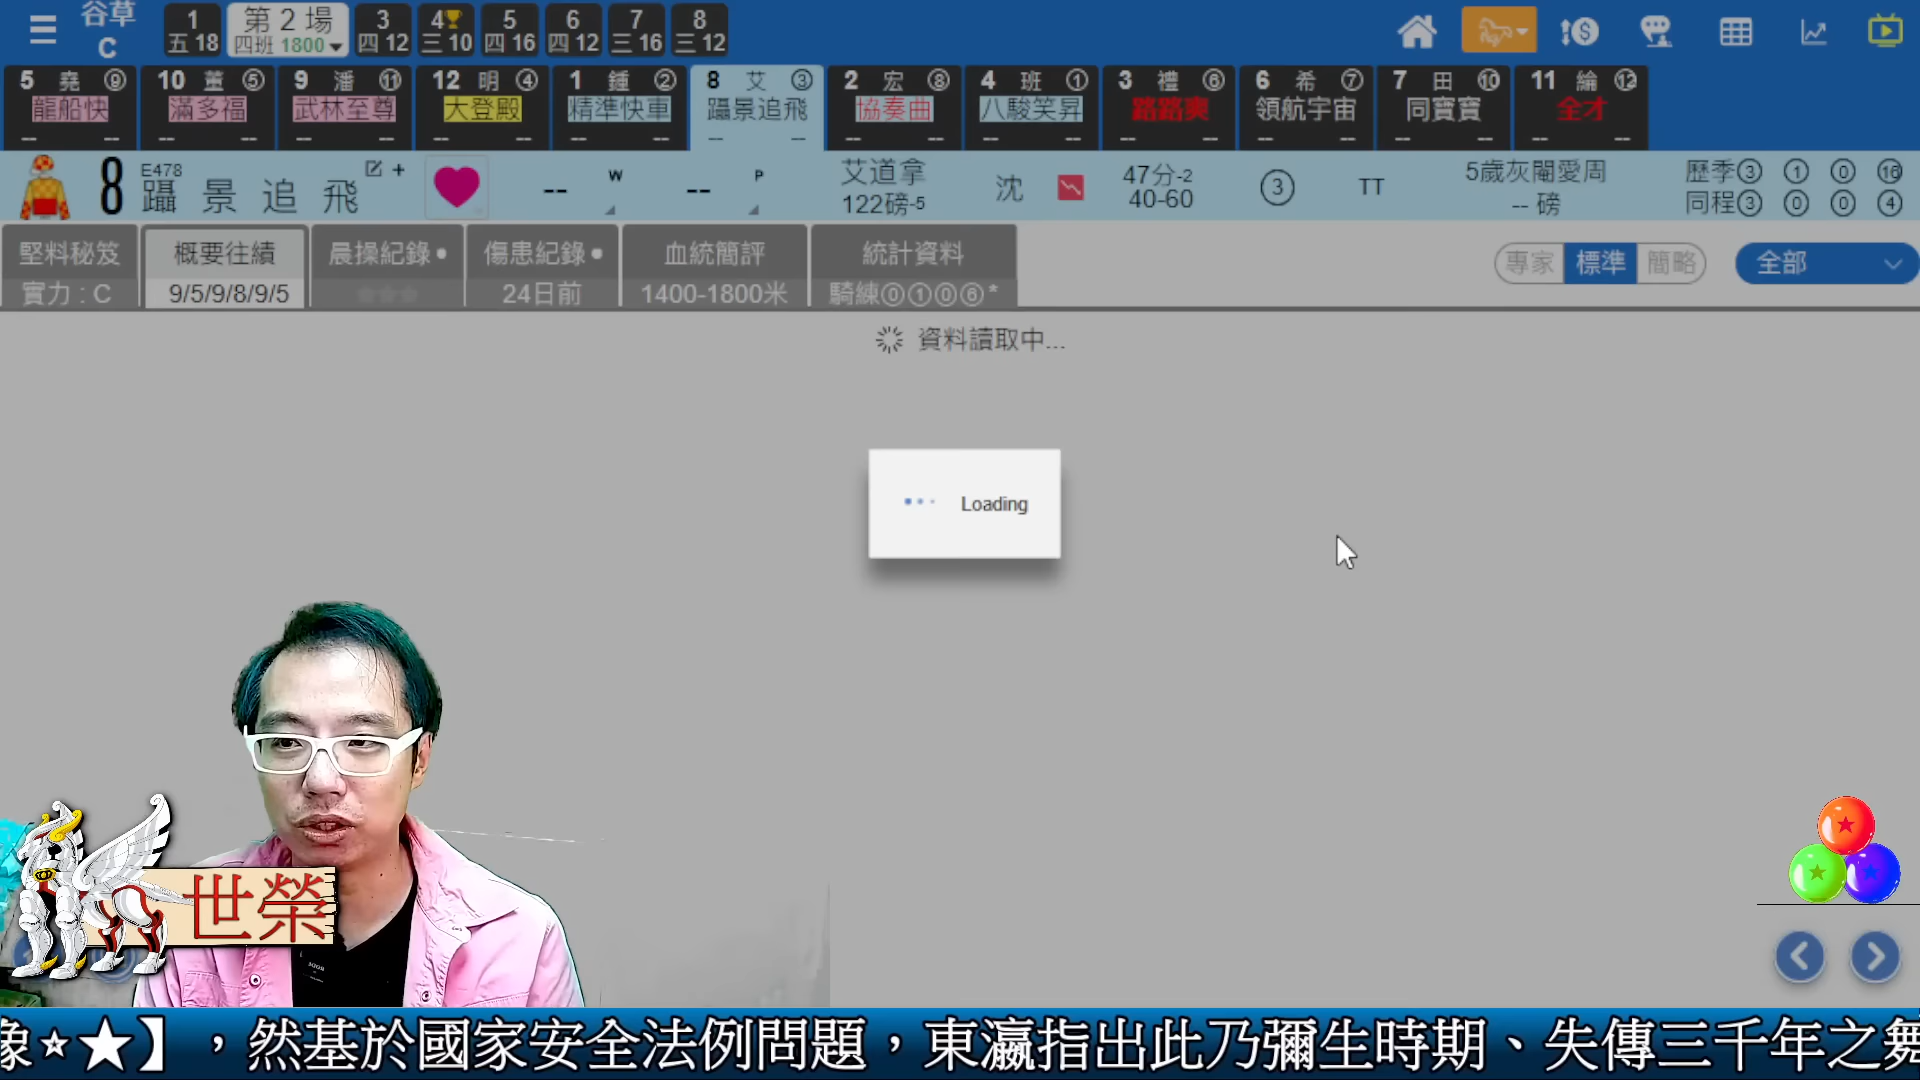 谷草
C
1
五 18
第 2 場
四班 1800
3
四 12
4
三 10
5
四 16
6
四 12
7
三 16
8
三 12
5 堯 ⑨
龍船快
-- --
10 董 ⑤
滿多福
-- --
9 潘 ⑪
武林至尊
-- --
12 明 ④
大登殿
-- --
1 鍾 ②
精準快車
-- --
8 艾 ③
躡景追飛
-- --
2 宏 ⑧
協奏曲
-- --
4 班 ①
八駿笑昇
-- --
3 禮 ⑥
路路爽
-- --
6 希 ⑦
領航宇宙
-- --
7 田 ⑩
同寶寶
-- --
11 綸 ⑫
全才
-- --
8
E478
躡景追飛
-- W
-- P
艾道拿
122磅-5
沈
47分-2
40-60
③
TT
5歲灰閹愛周
-- 磅
歷季③ ① ⓪ ⑯
同程③ ⓪ ⓪ ④
堅料秘笈
實力 : C
概要往績
9/5/9/8/9/5
晨操紀錄●
傷患紀錄●
24日前
血統簡評
1400-1800米
統計資料
騎練⓪①⓪⑥*
專家
標準
簡略
全部
資料讀取中...
Loading
世榮
像⭑★】，然基於國家安全法例問題，東瀛指出此乃彌生時期、失傳三千年之舞